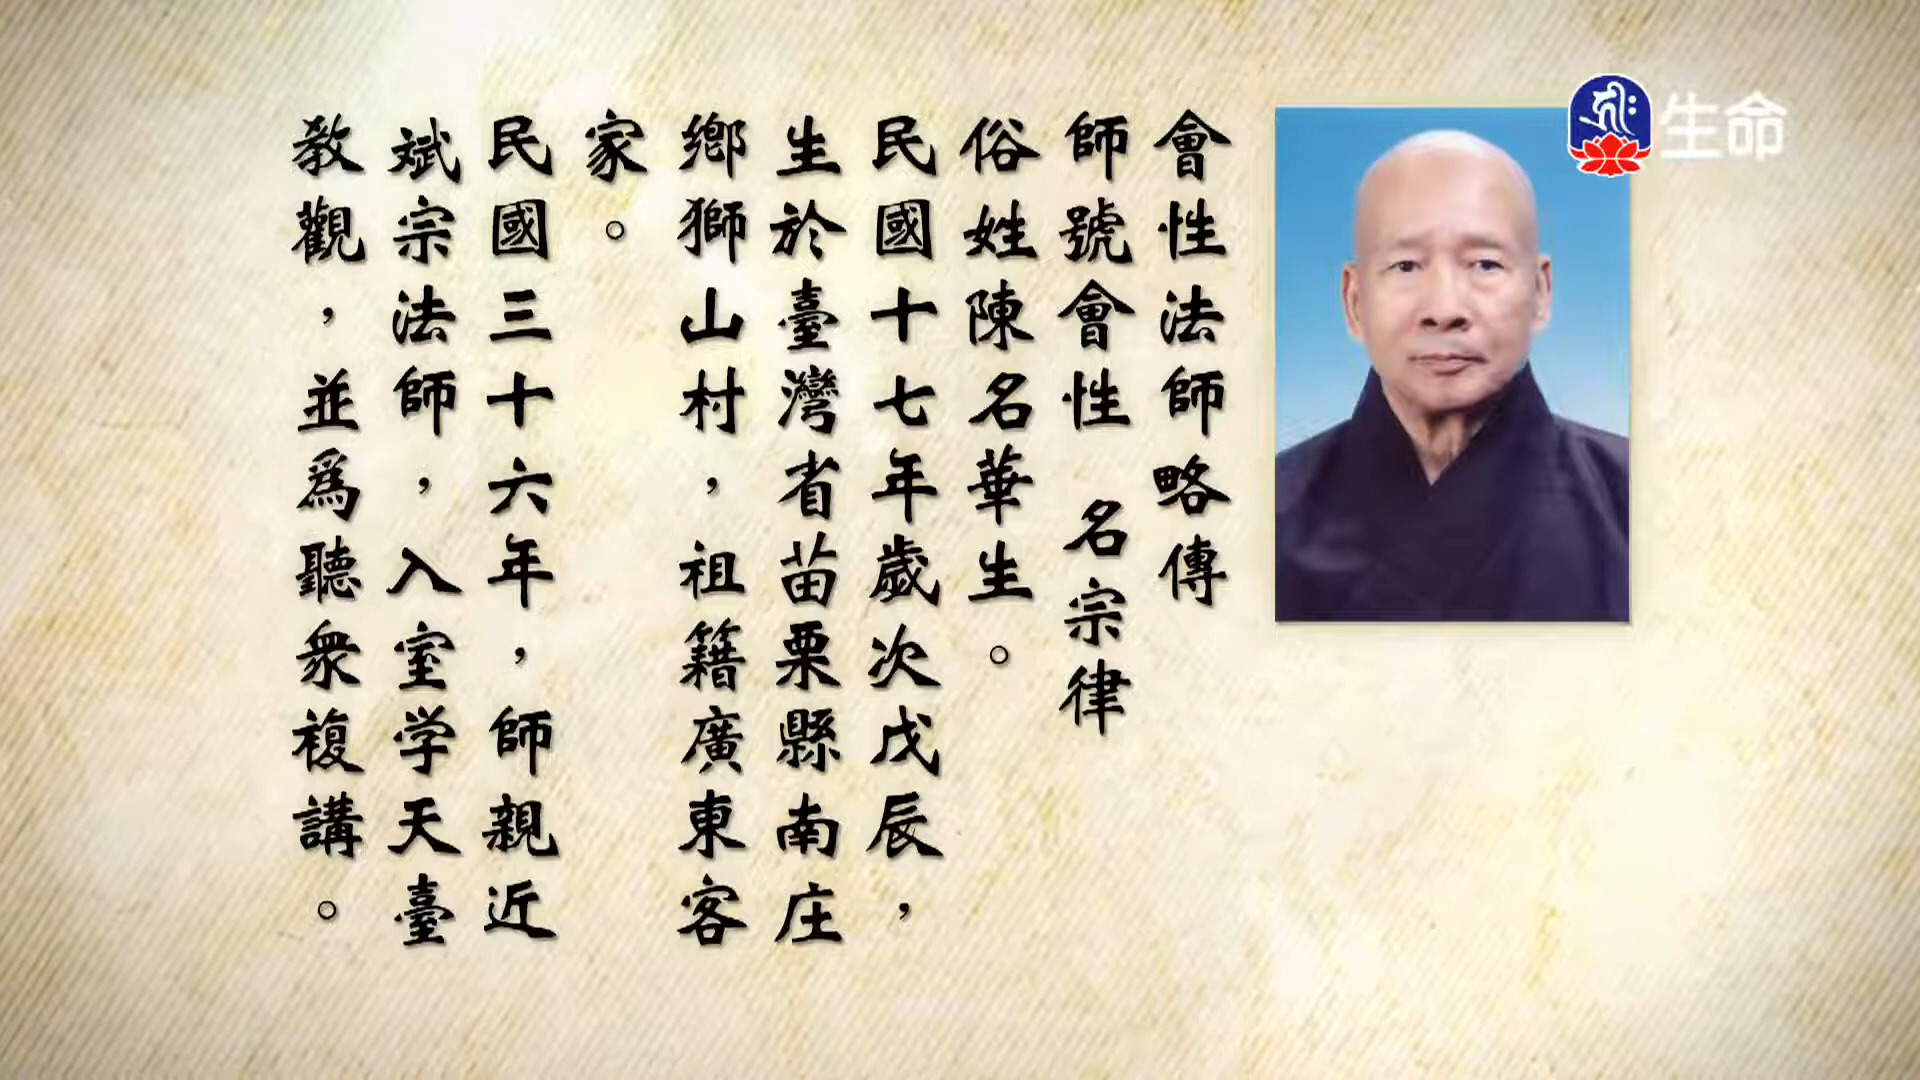 會性法師略傳
師號會性 名宗律
俗姓陳名華生。
民國十七年歲次戊辰，
生於臺灣省苗栗縣南庄
鄉獅山村，祖籍廣東客
家。
民國三十六年，師親近
斌宗法師，入室学天臺
教觀，並為聽衆複講。
生命